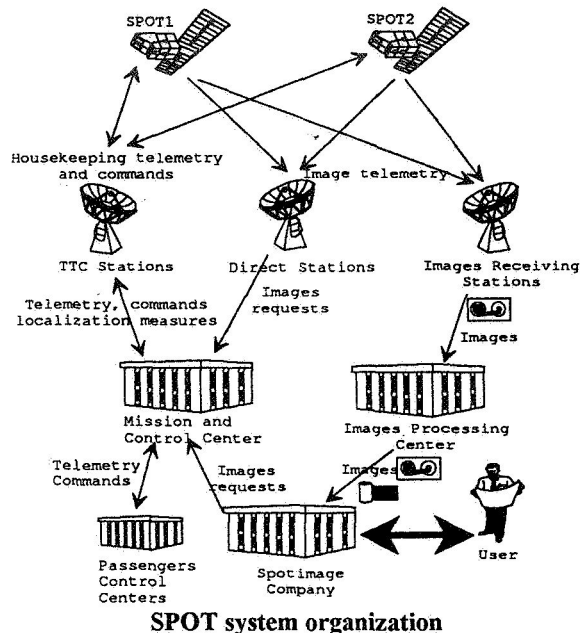 SPOT1
SPOT2
Housekeeping telemetry
and commands
Image telemetry
TTC Stations
Direct Stations
Images Receiving
Stations
Telemetry, commands
localization measures
Images
requests
Images
Mission and
Control Center
Images Processing
Center
Telemetry
Commands
Images
requests
Images
Passengers
Control
Centers
Spotimage
Company
User
SPOT system organization